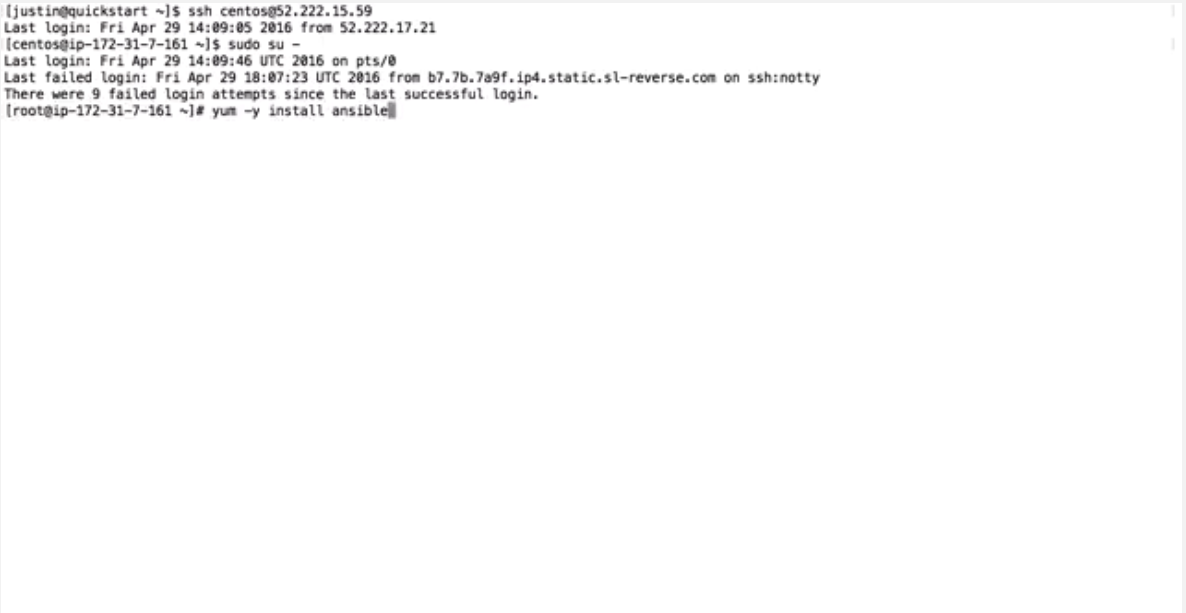 [justin@quickstart ~]$ ssh centos@52.222.15.59
Last login: Fri Apr 29 14:09:05 2016 from 52.222.17.21
[centos@ip-172-31-7-161 ~]$ sudo su -
Last login: Fri Apr 29 14:09:46 UTC 2016 on pts/0
Last failed login: Fri Apr 29 18:07:23 UTC 2016 from b7.7b.7a9f.ip4.static.sl-reverse.com on ssh:notty
There were 9 failed login attempts since the last successful login.
[root@ip-172-31-7-161 ~]# yum -y install ansible